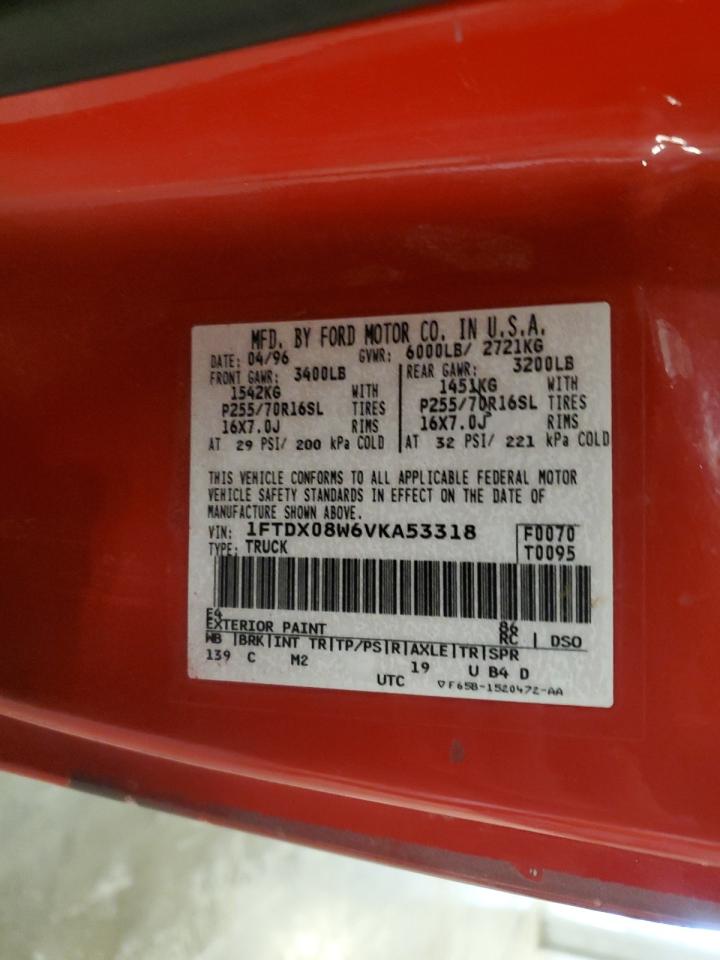 MFD. BY FORD MOTOR CO. IN U.S.A.
DATE: 04/96 GVWR: 6000LB/ 2721KG
FRONT GAWR: 3400LB REAR GAWR: 3200LB
1542KG WITH 1451KG WITH
P255/70R16SL TIRES P255/70R16SL TIRES
16X7.0J RIMS 16X7.0J RIMS
AT 29 PSI/ 200 kPa COLD AT 32 PSI/ 221 kPa COLD
THIS VEHICLE CONFORMS TO ALL APPLICABLE FEDERAL MOTOR
VEHICLE SAFETY STANDARDS IN EFFECT ON THE DATE OF
MANUFACTURE SHOWN ABOVE.
VIN: 1FTDX08W6VKA53318 F0070
TYPE: TRUCK T0095
E4 86
EXTERIOR PAINT RC DSO
WB BRK INT TR TP/PS R AXLE TR SPR
139 C M2 19 U B4 D
UTC ▽F65B-1520472-AA